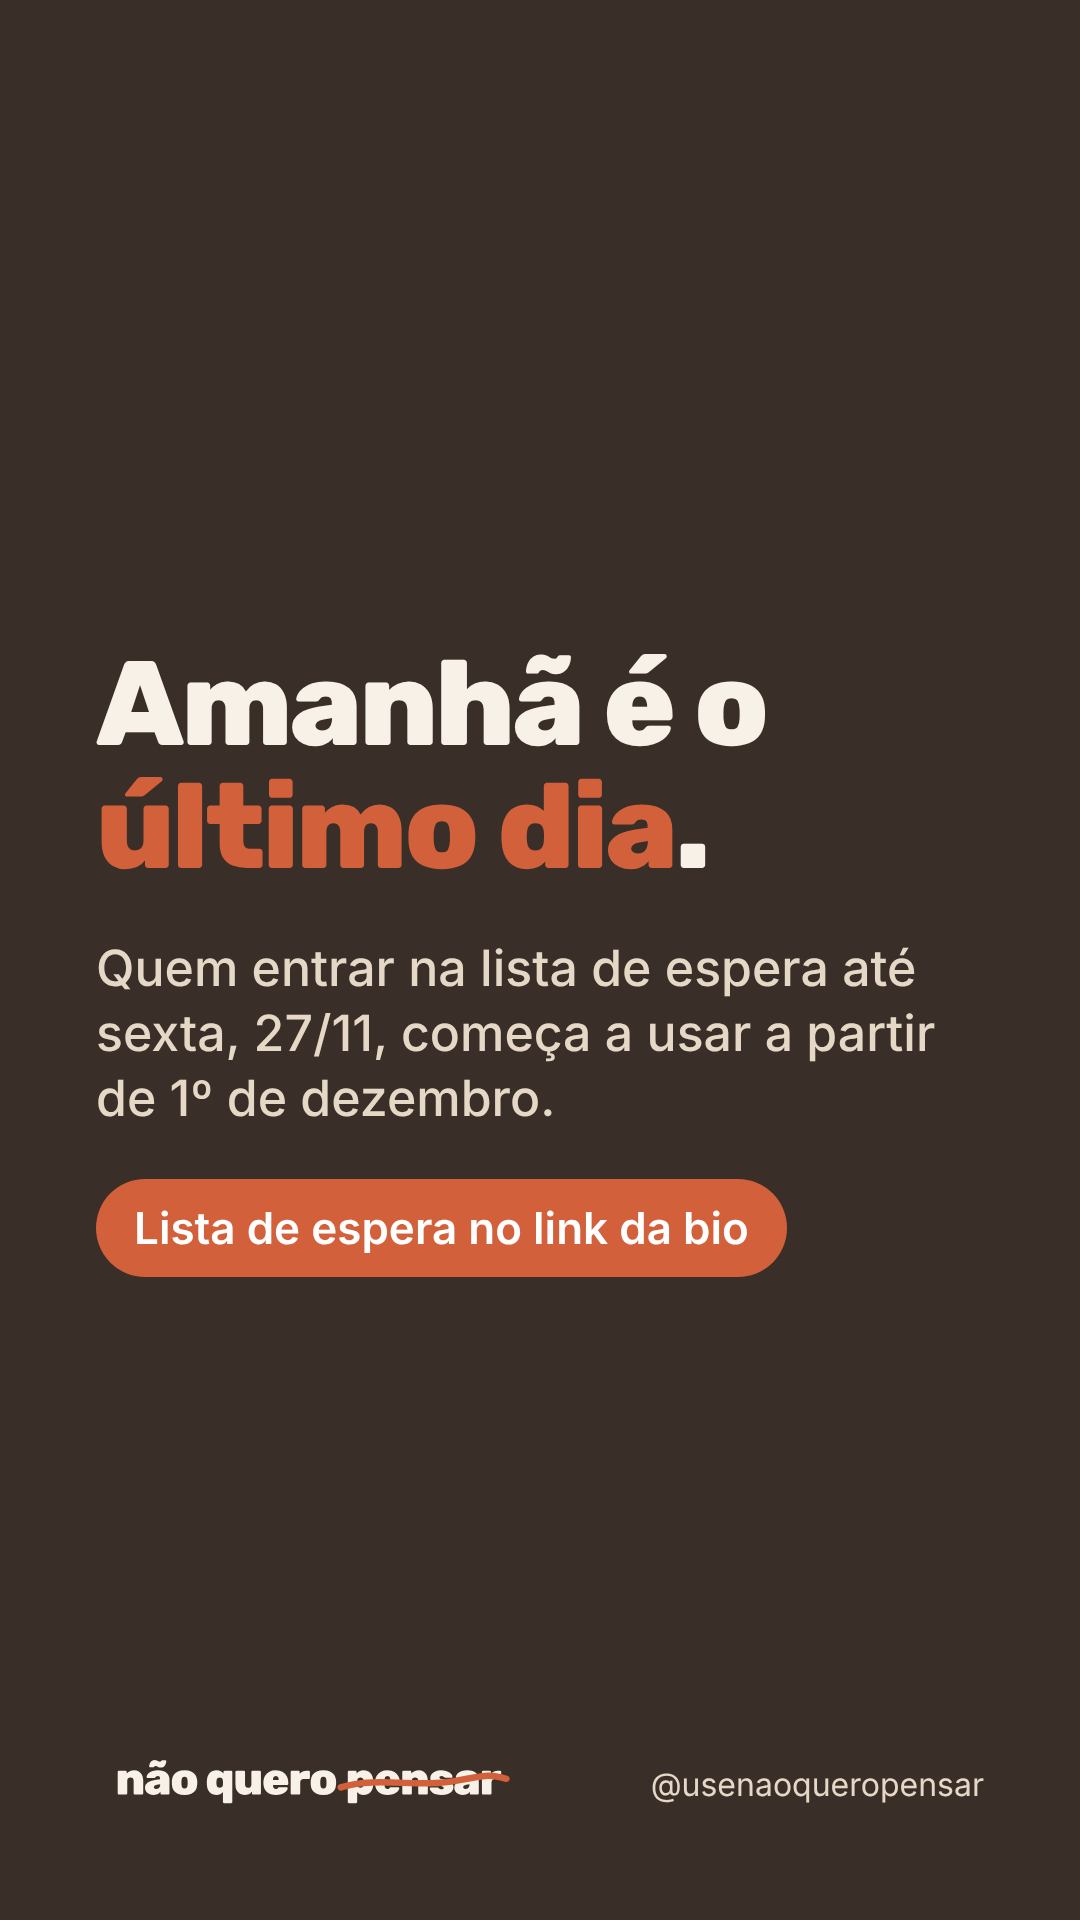 Amanhã é o
último dia.
Quem entrar na lista de espera até
sexta, 27/11, começa a usar a partir
de 1º de dezembro.
Lista de espera no link da bio
não quero pensar
@usenaoqueropensar